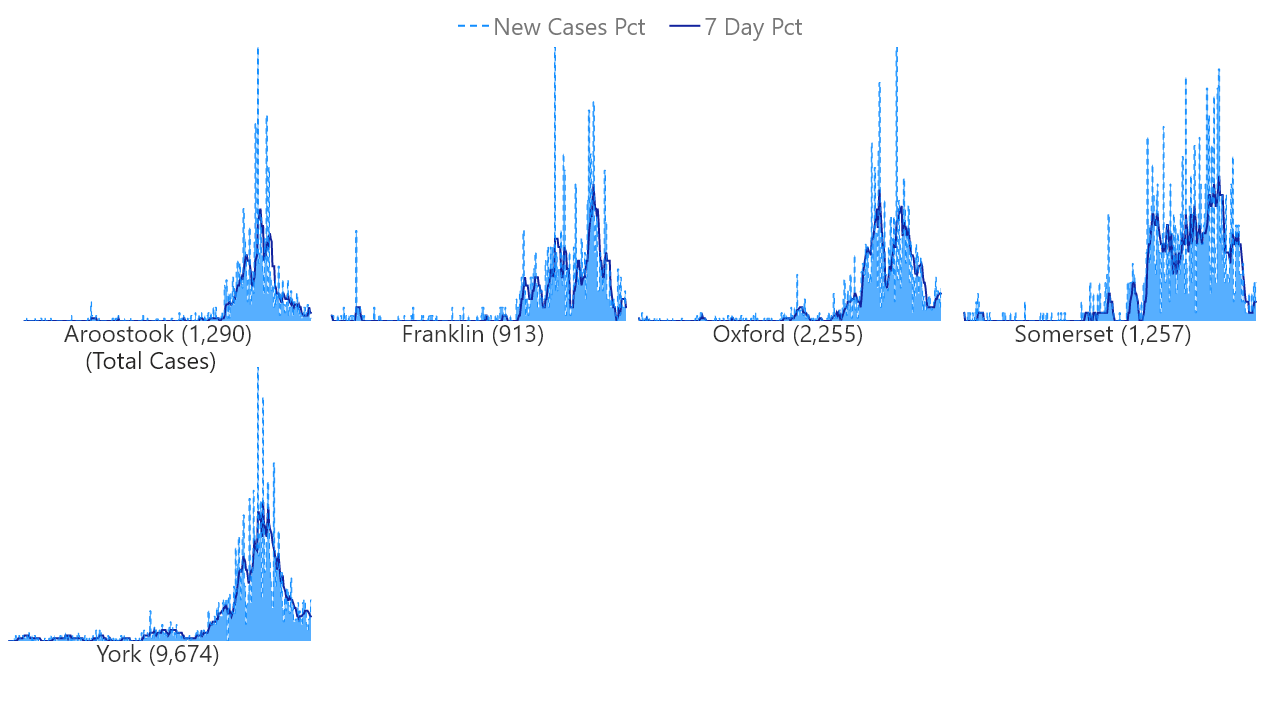 New Cases Pct 7 Day Pct
Aroostook (1,290) Franklin (913) Oxford (2,255) Somerset (1,257)
(Total Cases)
York (9,674)